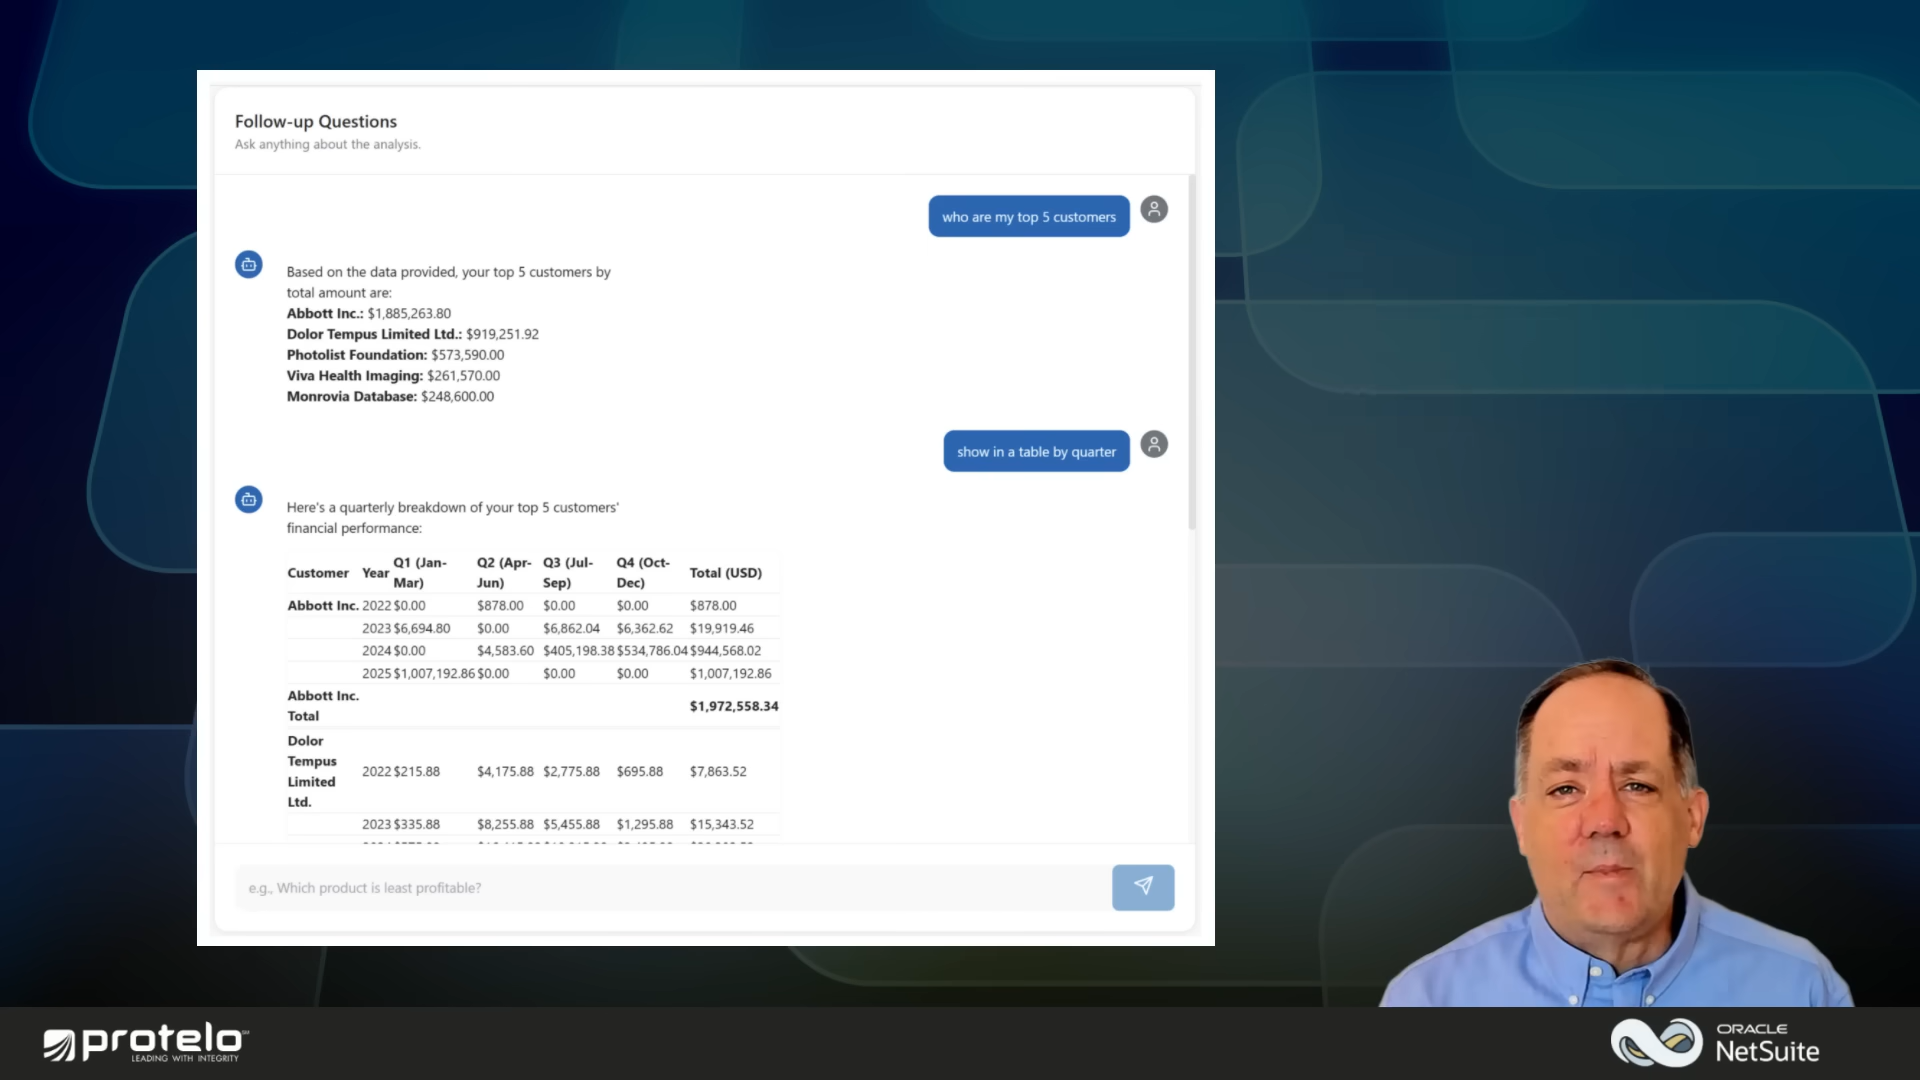 Follow-up Questions
Ask anything about the analysis.
who are my top 5 customers
Based on the data provided, your top 5 customers by
total amount are:
Abbott Inc.: $1,885,263.80
Dolor Tempus Limited Ltd.: $919,251.92
Photolist Foundation: $573,590.00
Viva Health Imaging: $261,570.00
Monrovia Database: $248,600.00
show in a table by quarter
Here's a quarterly breakdown of your top 5 customers'
financial performance:
Customer Year Q1 (Jan-Mar) Q2 (Apr-Jun) Q3 (Jul-Sep) Q4 (Oct-Dec) Total (USD)
Abbott Inc. 2022 $0.00 $878.00 $0.00 $0.00 $878.00
2023 $6,694.80 $0.00 $6,862.04 $6,362.62 $19,919.46
2024 $0.00 $4,583.60 $405,198.38 $534,786.04 $944,568.02
2025 $1,007,192.86 $0.00 $0.00 $0.00 $1,007,192.86
Abbott Inc. Total $1,972,558.34
Dolor Tempus Limited Ltd. 2022 $215.88 $4,175.88 $2,775.88 $695.88 $7,863.52
2023 $335.88 $8,255.88 $5,455.88 $1,295.88 $15,343.52
e.g., Which product is least profitable?
protelo
LEADING WITH INTEGRITY
ORACLE
NetSuite